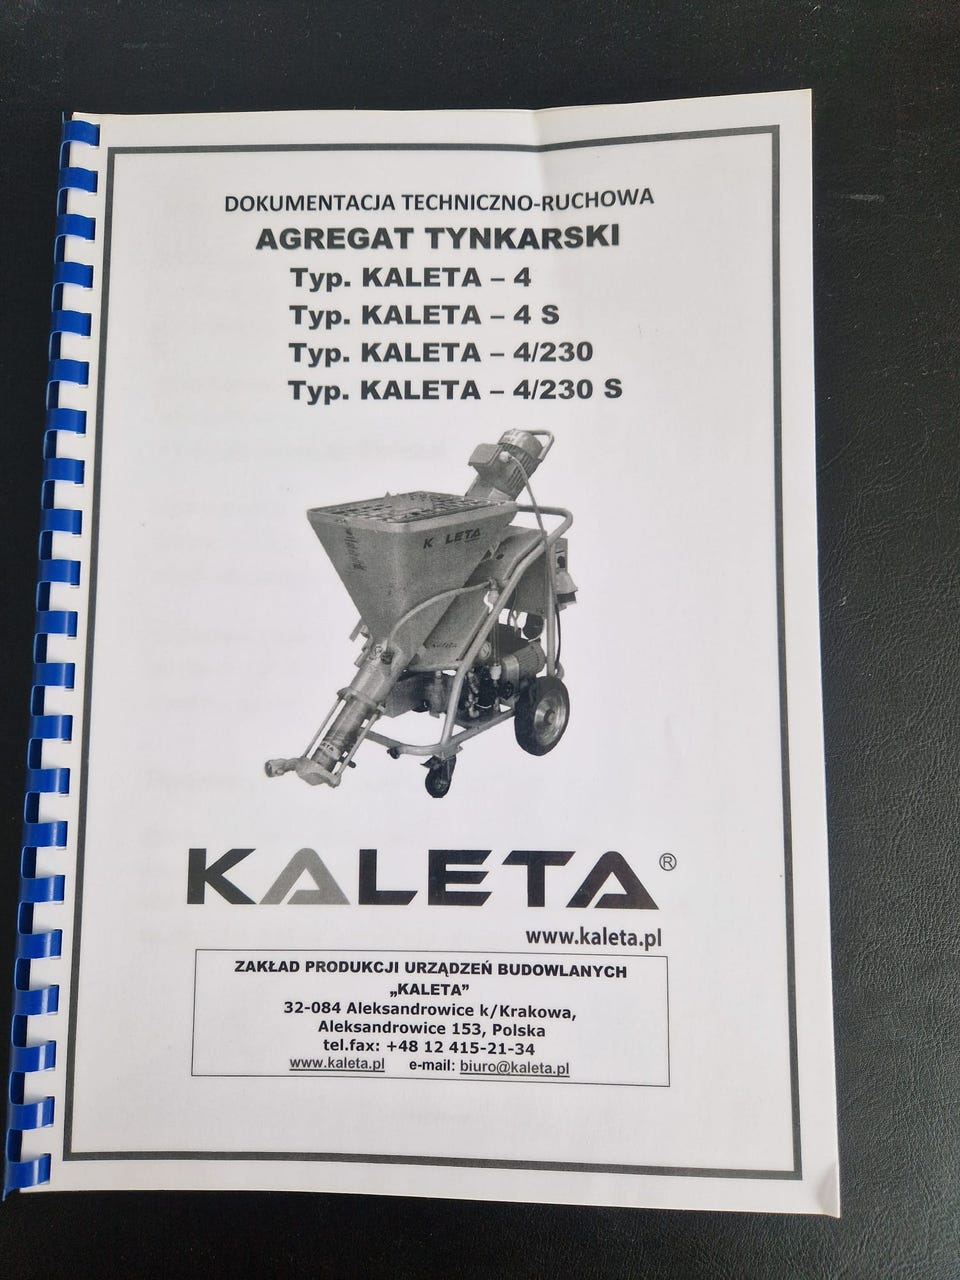 DOKUMENTACJA TECHNICZNO-RUCHOWA
AGREGAT TYNKARSKI
Typ. KALETA – 4
Typ. KALETA – 4 S
Typ. KALETA – 4/230
Typ. KALETA – 4/230 S
K LETA
KALETA®
www.kaleta.pl
ZAKŁAD PRODUKCJI URZĄDZEŃ BUDOWLANYCH
„KALETA”
32-084 Aleksandrowice k/Krakowa,
Aleksandrowice 153, Polska
tel.fax: +48 12 415-21-34
www.kaleta.pl e-mail: biuro@kaleta.pl